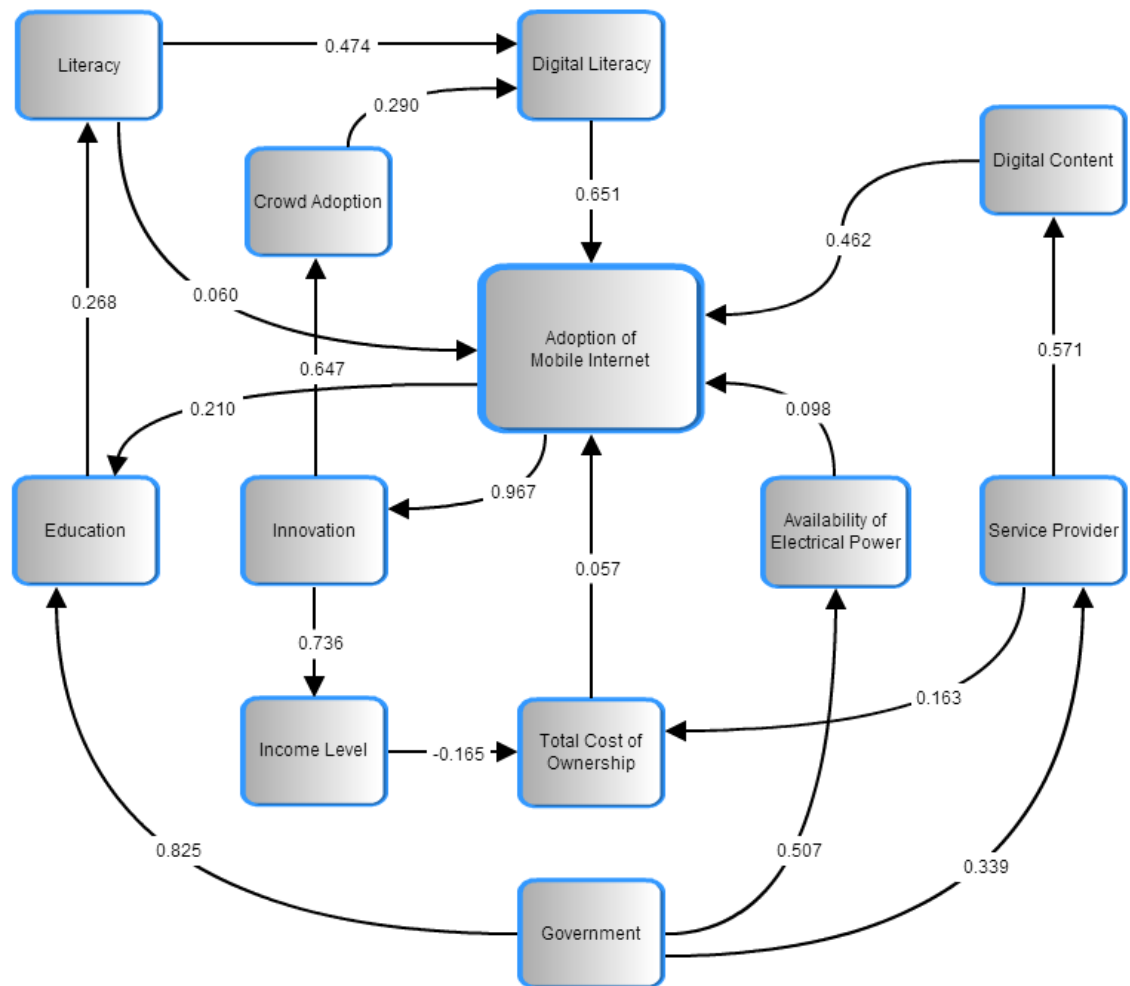 Literacy
0.474
Digital Literacy
0.290
Digital Content
Crowd Adoption
0.651
0.462
0.268
0.060
Adoption of
Mobile Internet
0.571
0.647
0.210
0.098
0.967
Education
Innovation
Availability of
Electrical Power
Service Provider
0.057
0.736
0.163
Income Level
-0.165
Total Cost of
Ownership
0.825
0.507
0.339
Government